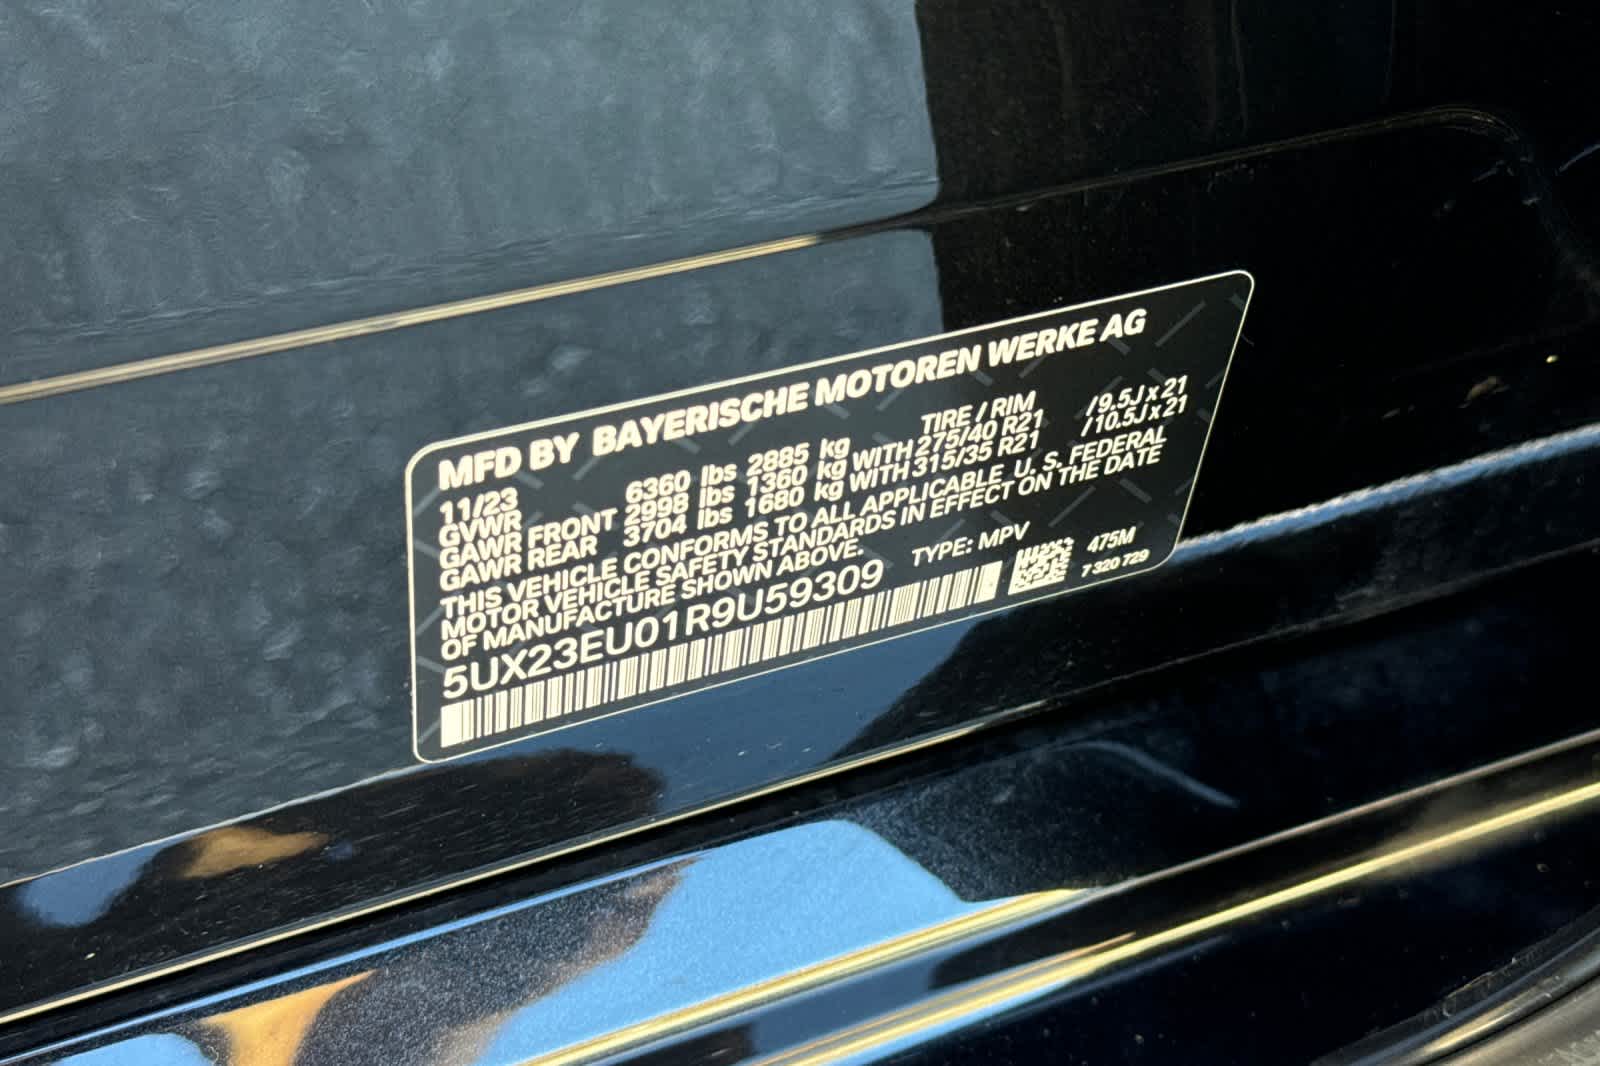 MFD BY BAYERISCHE MOTOREN WERKE AG
11/23 TIRE / RIM
GVWR 6360 lbs 2885 kg
GAWR FRONT 2998 lbs 1360 kg WITH 275/40 R21 /9.5J x 21
GAWR REAR 3704 lbs 1680 kg WITH 315/35 R21 /10.5J x 21
THIS VEHICLE CONFORMS TO ALL APPLICABLE U. S. FEDERAL
MOTOR VEHICLE SAFETY STANDARDS IN EFFECT ON THE DATE
OF MANUFACTURE SHOWN ABOVE.
5UX23EU01R9U59309 TYPE: MPV 475M
7 320 729